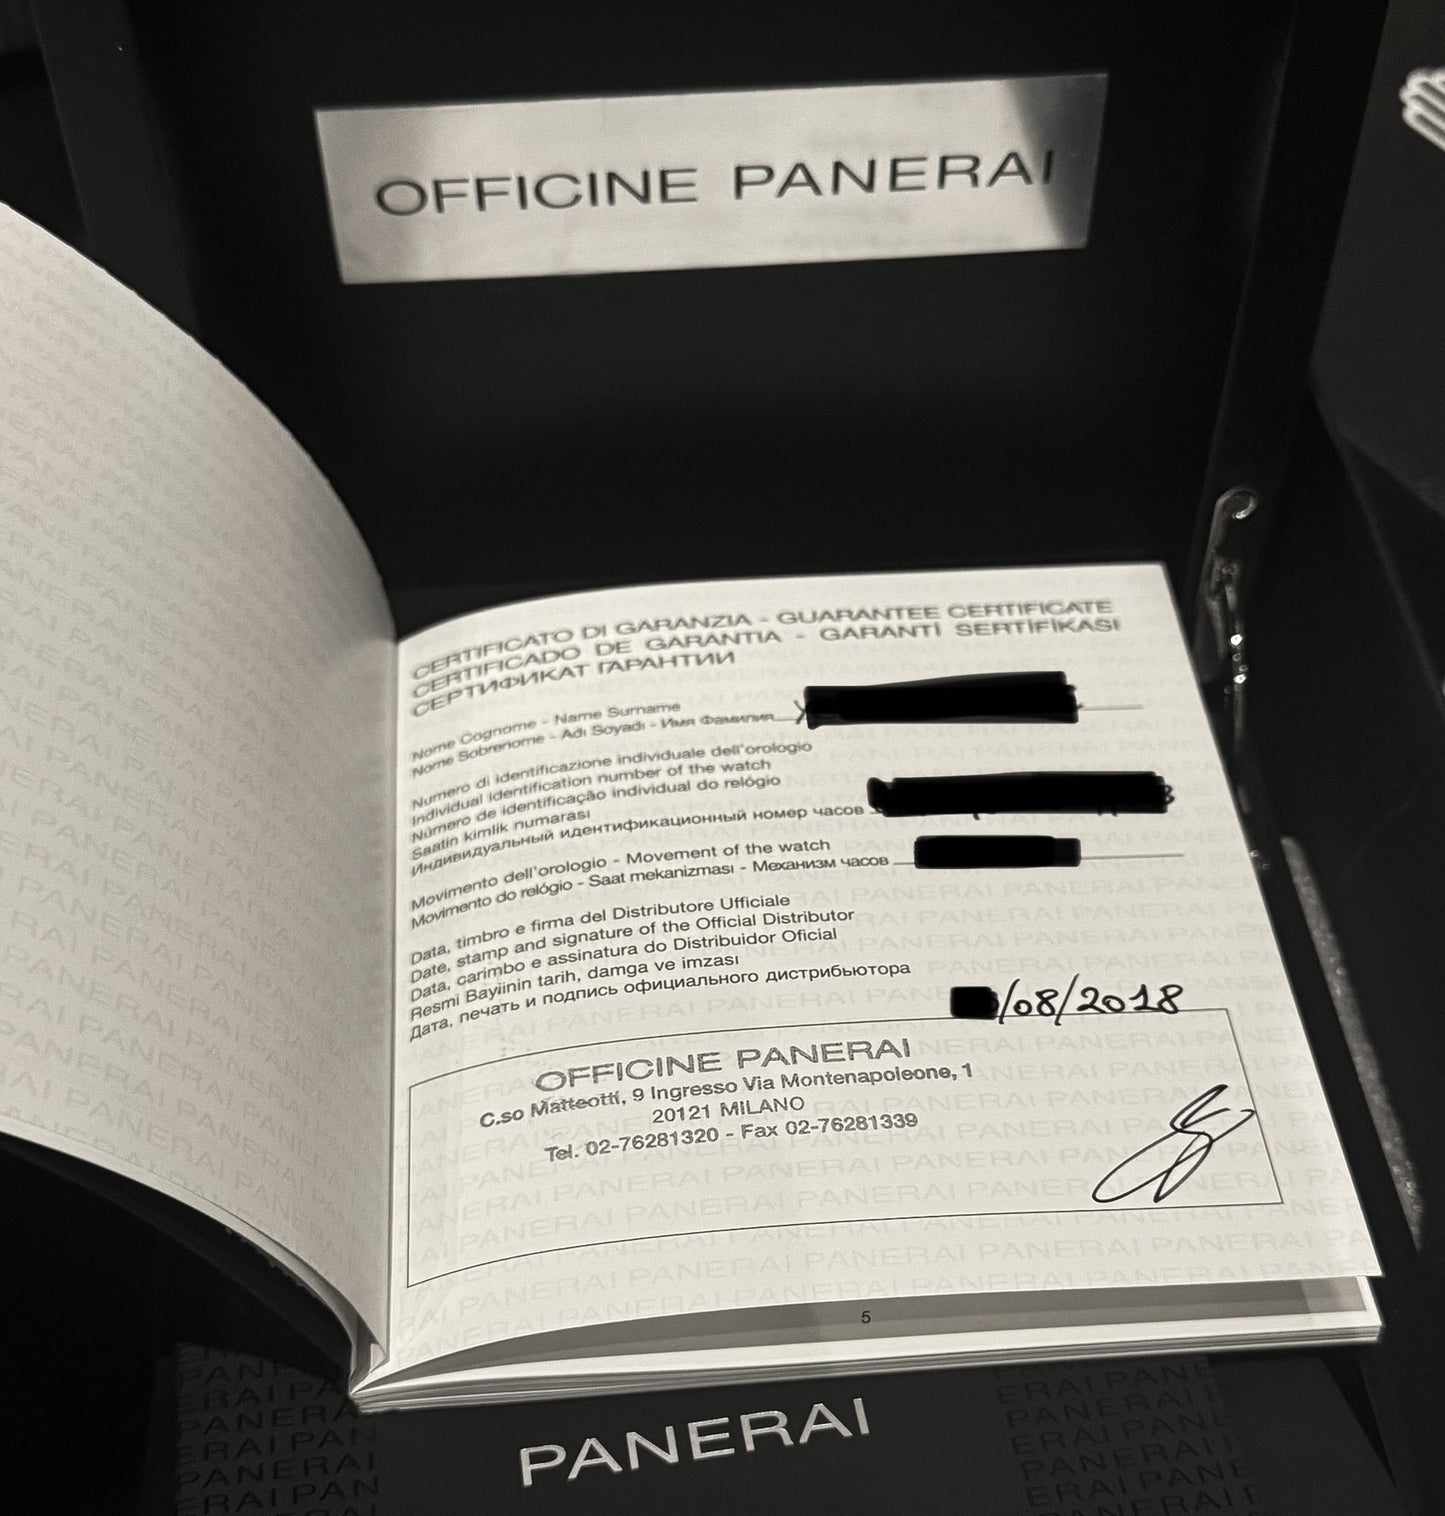 OFFICINE PANERAI
CERTIFICATO DI GARANZIA - GUARANTEE CERTIFICATE
CERTIFICADO DE GARANTIA - GARANTİ SERTİFİKASI
СЕРТИФИКАТ ГАРАНТИИ
Nome Cognome - Name Surname
Nome Sobrenome - Adı Soyadı - Имя Фамилия
Numero di identificazione individuale dell'orologio
Individual identification number of the watch
Número de identificação individual do relógio
Saatin kimlik numarası
Индивидуальный идентификационный номер часов
Movimento dell'orologio - Movement of the watch
Movimento do relógio - Saat mekanizması - Механизм часов
Data, timbro e firma del Distributore Ufficiale
Date, stamp and signature of the Official Distributor
Data, carimbo e assinatura do Distribuidor Oficial
Resmi Bayiinin tarih, damga ve imzası
Дата, печать и подпись официального дистрибьютора
/08/2018
OFFICINE PANERAI
C.so Matteotti, 9 Ingresso Via Montenapoleone, 1
20121 MILANO
Tel. 02-76281320 - Fax 02-76281339
5
PANERAI